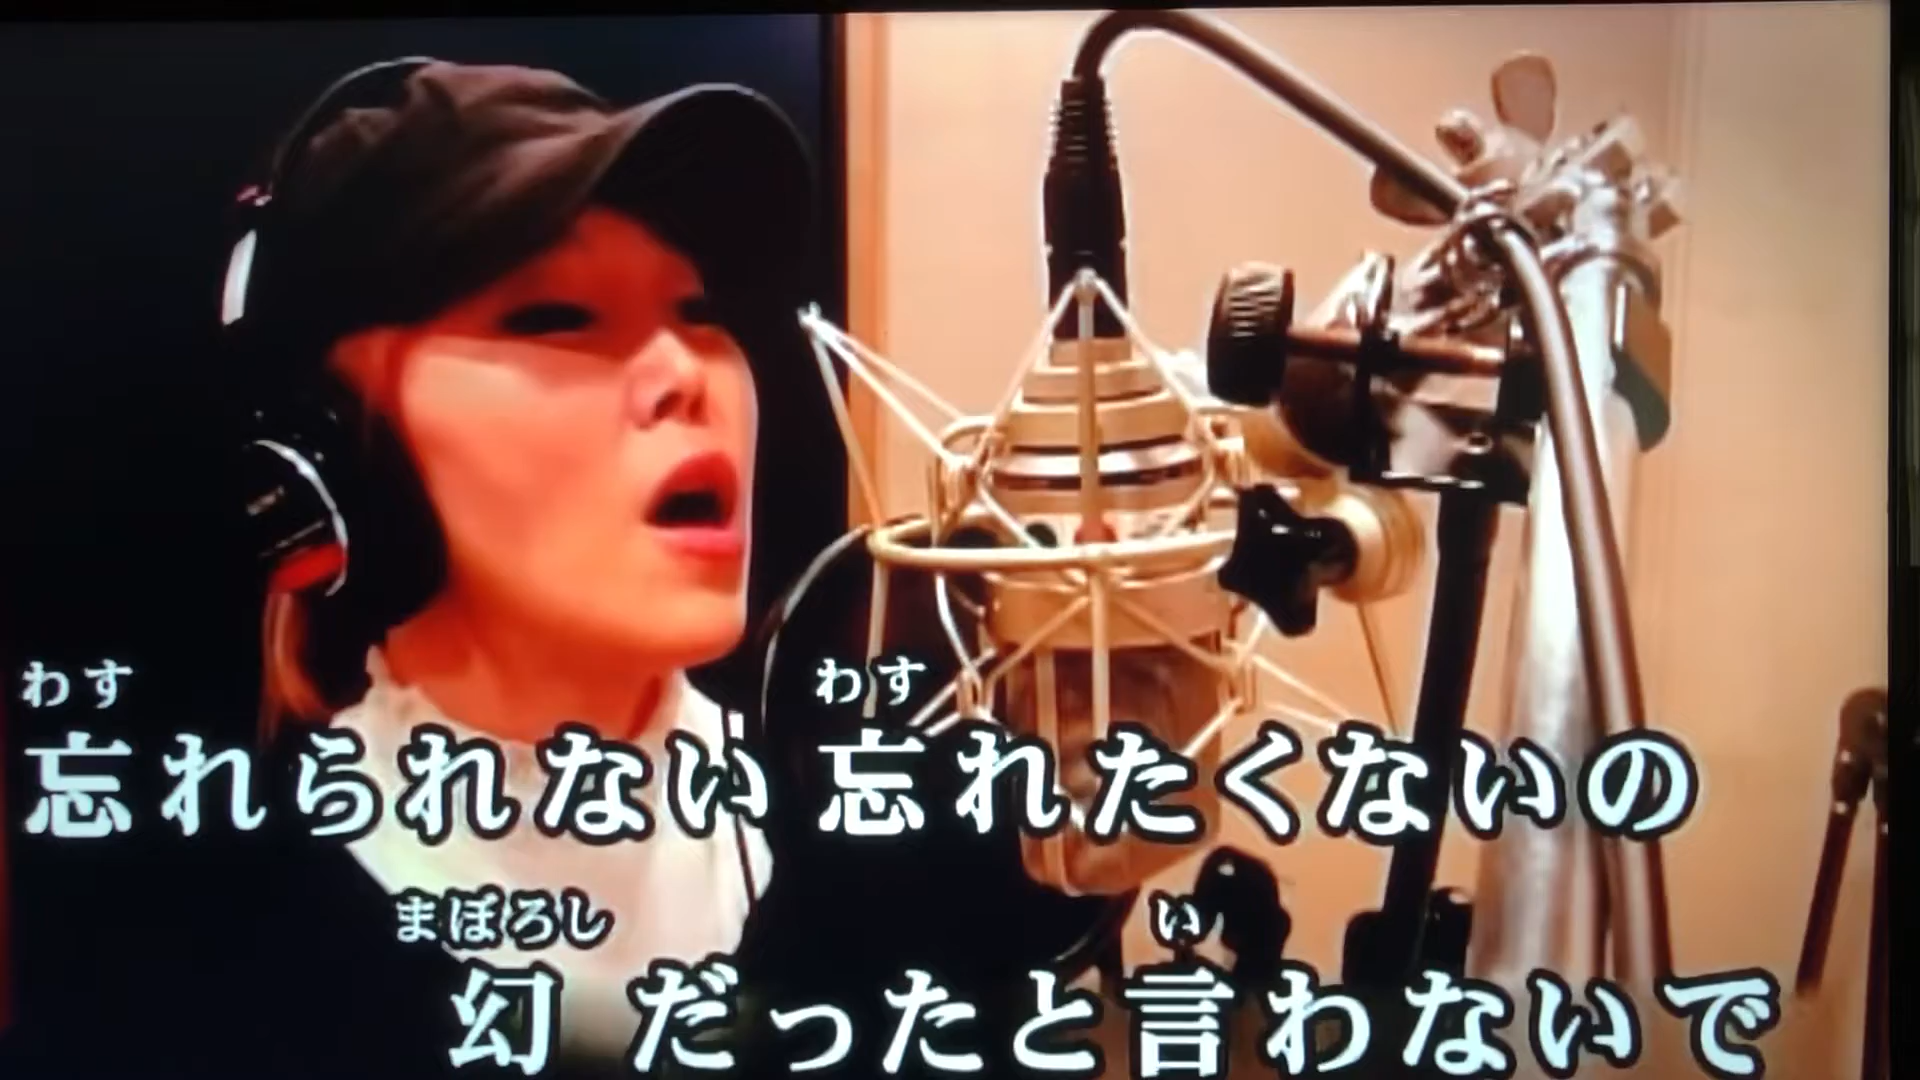 わす わす
忘れられない 忘れたくないの
まぼろし い
幻 だったと言わないで